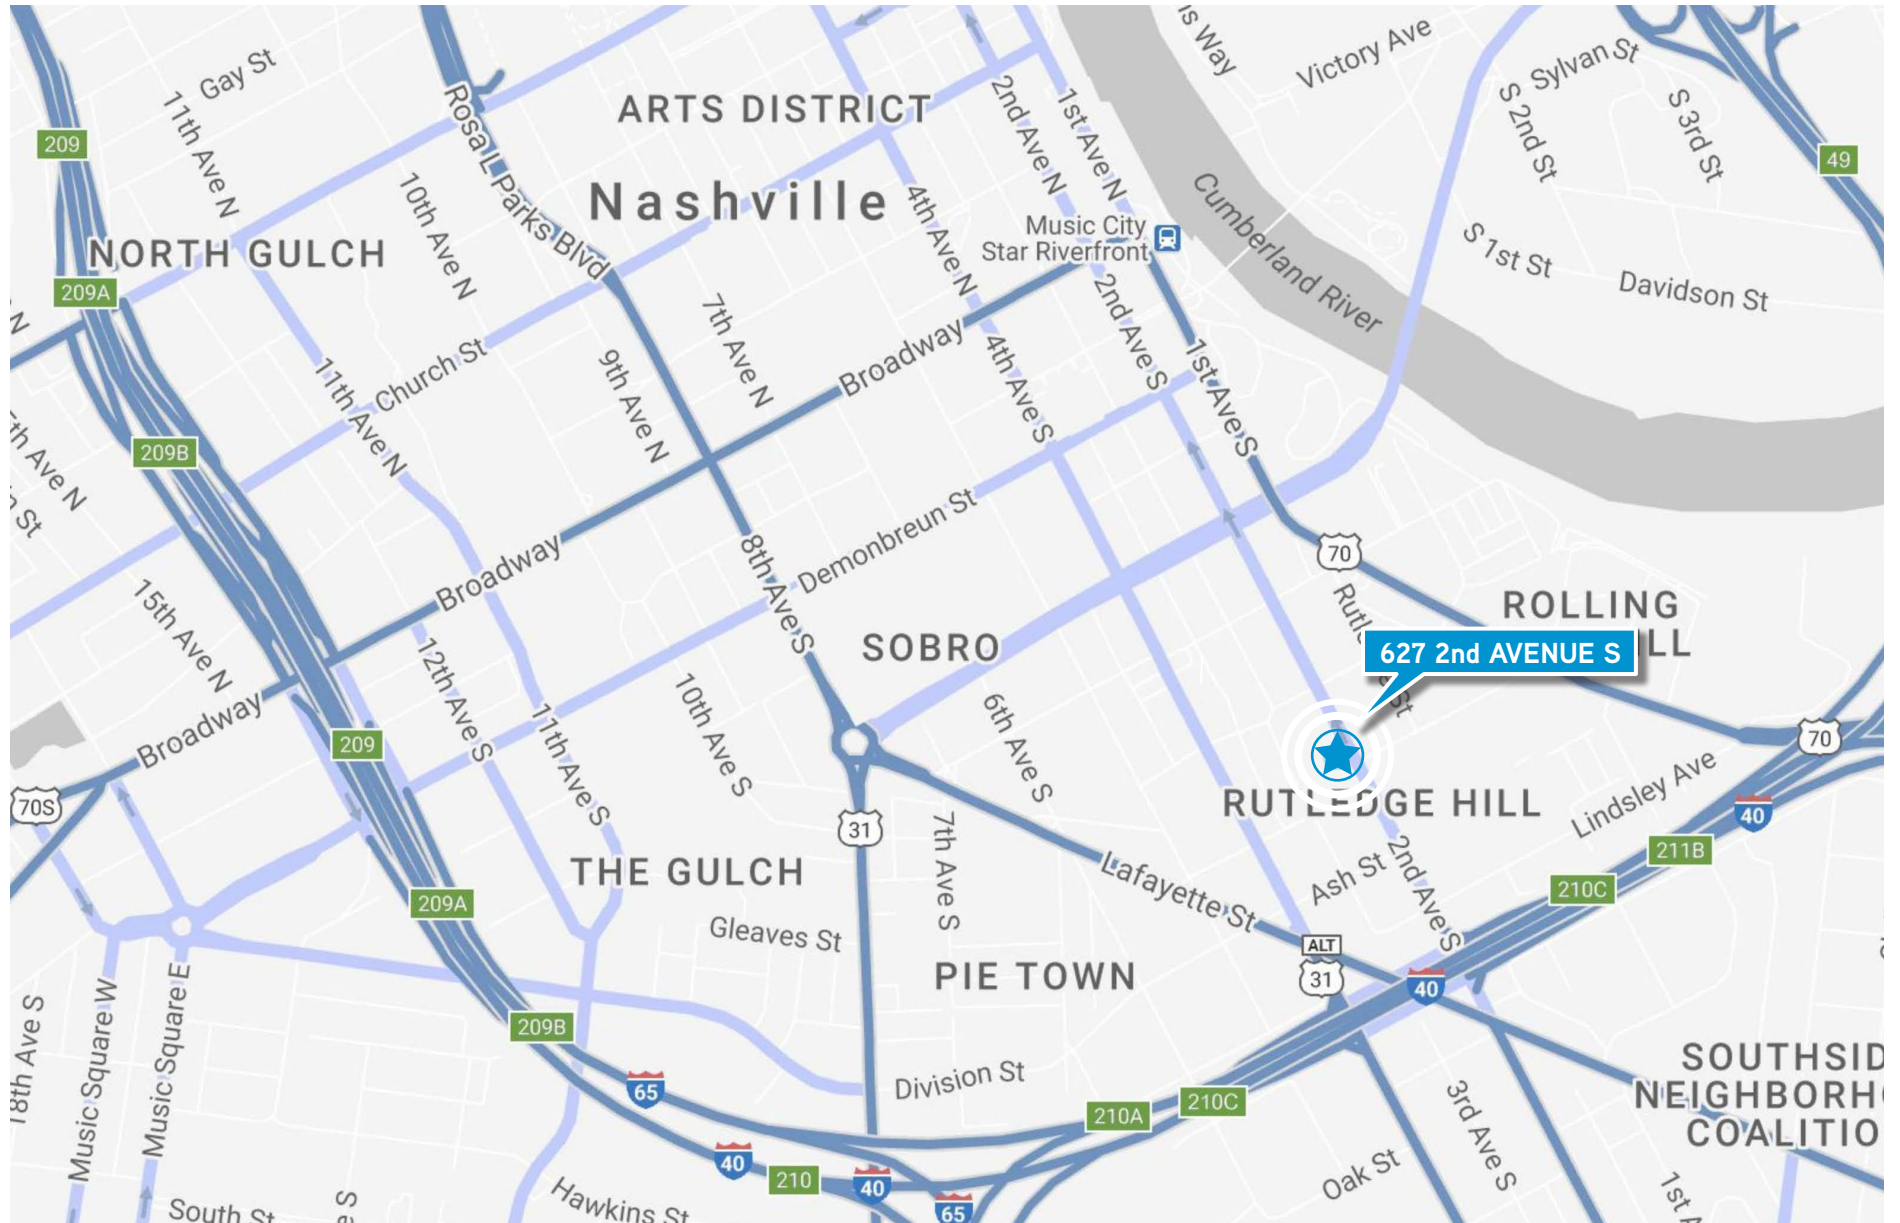 Gay St
11th Ave N
209
Rosa L Parks Blvd
ARTS DISTRICT
Nashville
2nd Ave N
1st Ave N
Victory Ave
Sylvan St
S 2nd St
S 3rd St
49
10th Ave N
NORTH GULCH
209A
4th Ave N
Music City
Star Riverfront
Cumberland River
S 1st St
Davidson St
7th Ave N
2nd Ave S
1st Ave S
11th Ave N
Church St
9th Ave N
Broadway
4th Ave S
209B
Broadway
8th Ave S
Demonbreun St
70
15th Ave N
12th Ave S
SOBRO
ROLLING
627 2nd AVENUE S
Broadway
209
11th Ave S
10th Ave S
6th Ave S
70
70S
31
7th Ave S
RUTLEDGE HILL
Lindsley Ave
40
211B
THE GULCH
209A
Gleaves St
Lafayette St
Ash St
2nd Ave S
210C
ALT
31
40
PIE TOWN
209B
18th Ave S
Music Square W
Music Square E
65
Division St
210A
210C
3rd Ave S
SOUTHSID
NEIGHBORH
COALITIO
40
210
40
65
Oak St
South St
Hawkins St